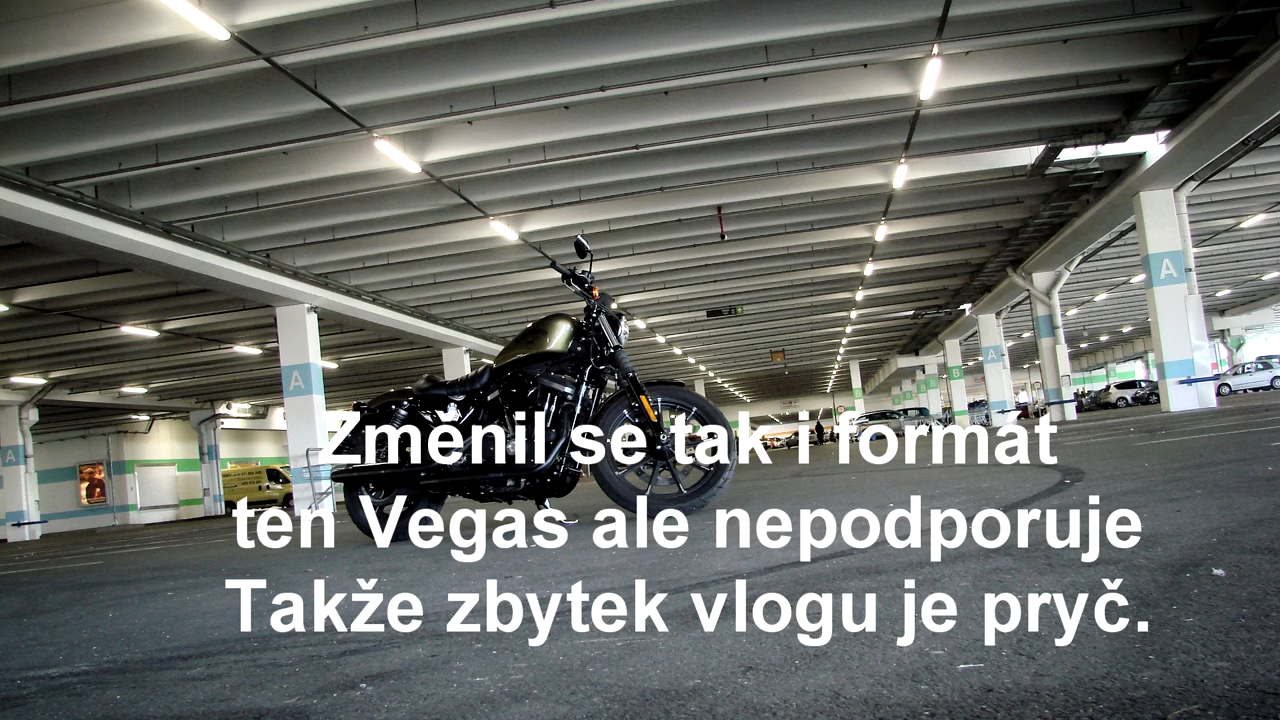 Změnil se tak i formát
ten Vegas ale nepodporuje
Takže zbytek vlogu je pryč.
A
A
A
A
B
B
B